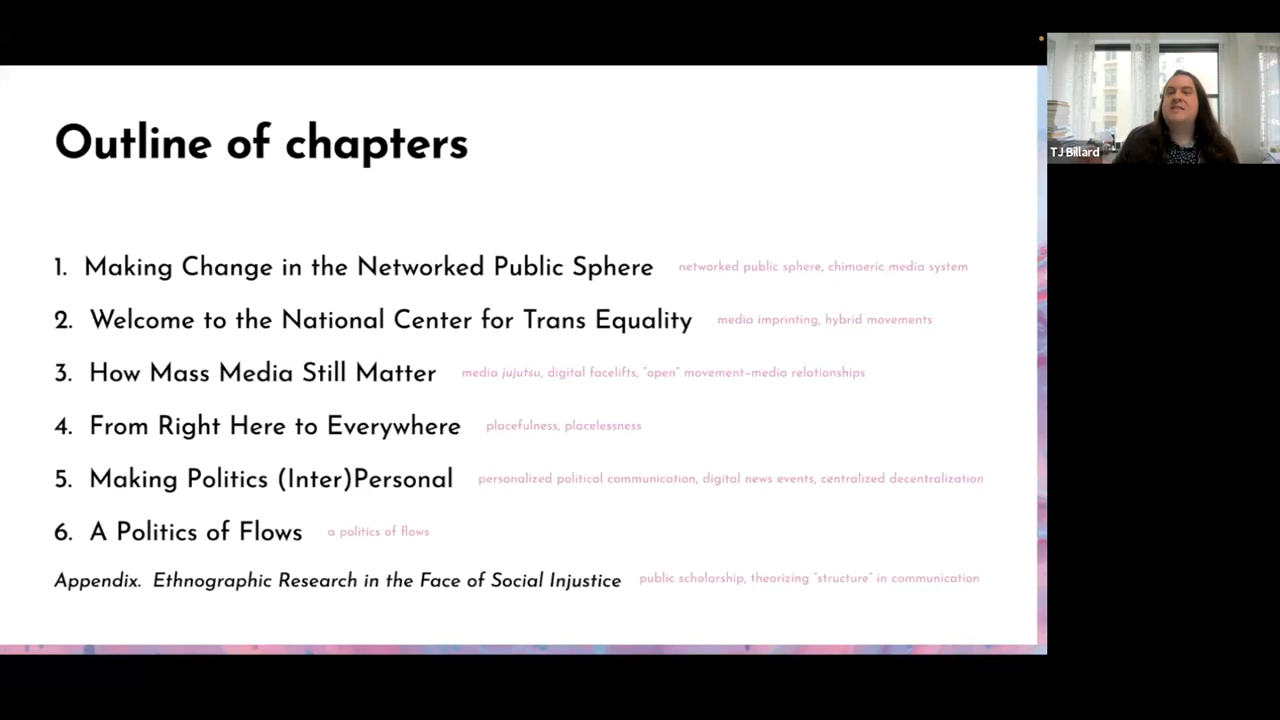 Outline of chapters
1. Making Change in the Networked Public Sphere networked public sphere, chimaeric media system
2. Welcome to the National Center for Trans Equality media imprinting, hybrid movements
3. How Mass Media Still Matter media jujutsu, digital facelifts, "open" movement–media relationships
4. From Right Here to Everywhere placefulness, placelessness
5. Making Politics (Inter)Personal personalized political communication, digital news events, centralized decentralization
6. A Politics of Flows a politics of flows
Appendix. Ethnographic Research in the Face of Social Injustice public scholarship, theorizing "structure" in communication
TJ Billard